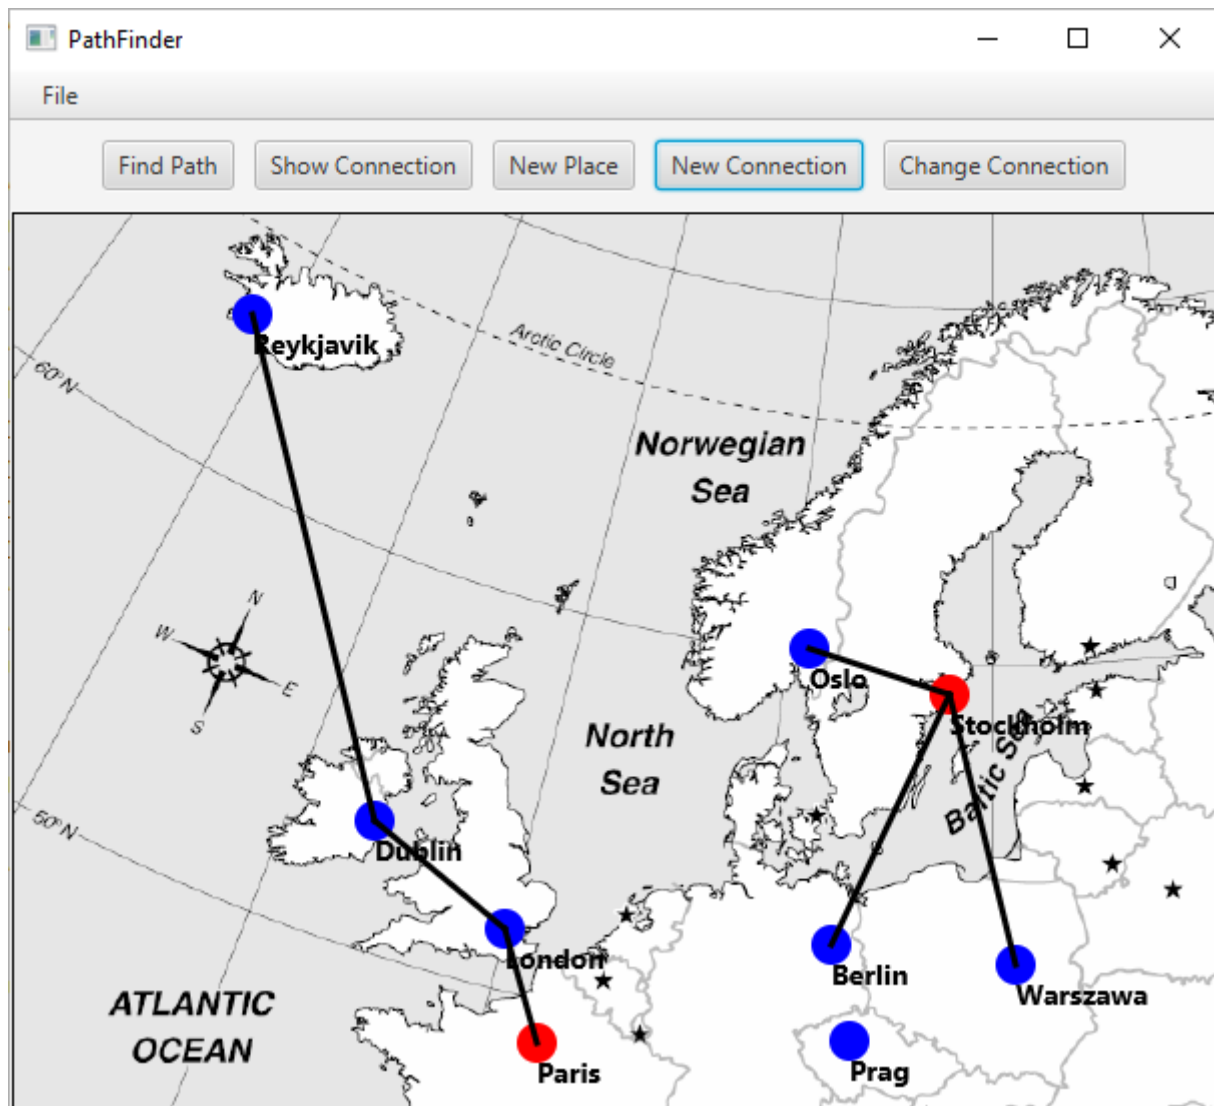 PathFinder
File
Find Path
Show Connection
New Place
New Connection
Change Connection
Reykjavik
Arctic Circle
60° N
Norwegian
Sea
N
W
E
S
Oslo
Stockholm
North
Sea
Baltic Sea
50° N
Dublin
London
Berlin
Warszawa
ATLANTIC
OCEAN
Paris
Prag